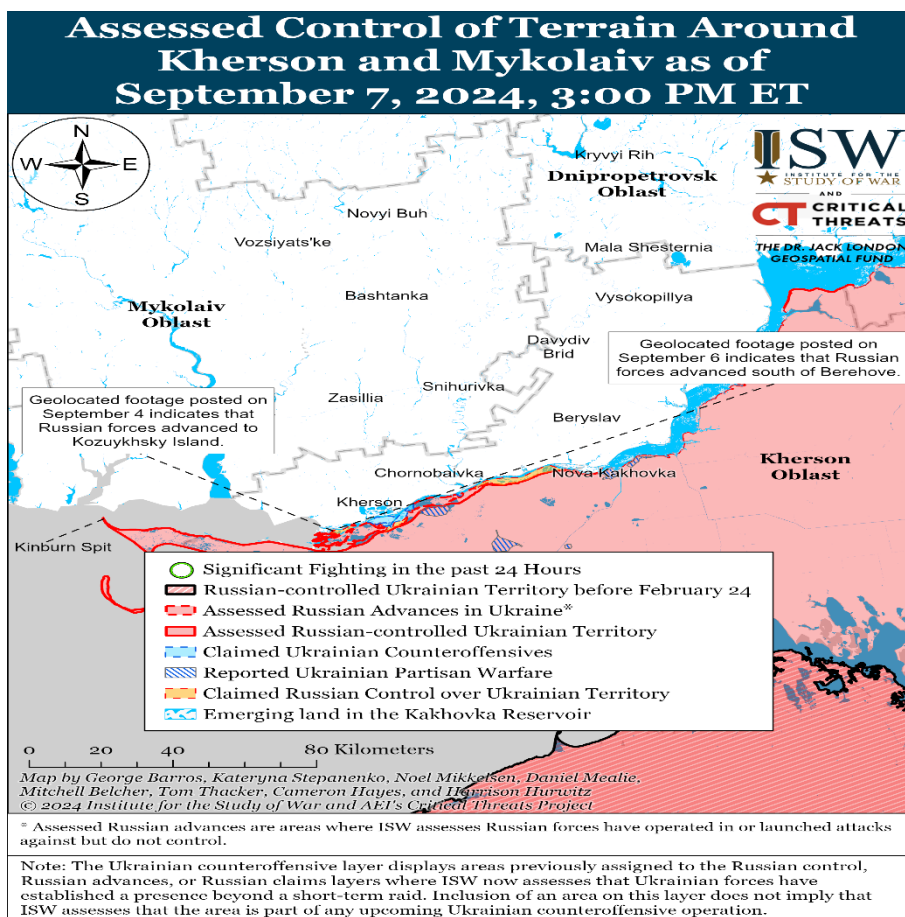 Assessed Control of Terrain Around
Kherson and Mykolaiv as of
September 7, 2024, 3:00 PM ET
N
W
E
S
Kryvyi Rih
Dnipropetrovsk
Oblast
ISW
INSTITUTE FOR THE
STUDY OF WAR
AND
CT CRITICAL
THREATS
THE DR. JACK LONDON
GEOSPATIAL FUND
Novyi Buh
Vozsiyats'ke
Mala Shesternia
Bashtanka
Vysokopillya
Mykolaiv
Oblast
Davydiv
Brid
Geolocated footage posted on
September 6 indicates that Russian
forces advanced south of Berehove.
Geolocated footage posted on
September 4 indicates that
Russian forces advanced to
Kozuykhsky Island.
Snihurivka
Zasillia
Beryslav
Kherson
Oblast
Chornobaivka
Nova Kakhovka
Kherson
Kinburn Spit
Significant Fighting in the past 24 Hours
Russian-controlled Ukrainian Territory before February 24
Assessed Russian Advances in Ukraine*
Assessed Russian-controlled Ukrainian Territory
Claimed Ukrainian Counteroffensives
Reported Ukrainian Partisan Warfare
Claimed Russian Control over Ukrainian Territory
Emerging land in the Kakhovka Reservoir
0 20 40 80 Kilometers
Map by George Barros, Kateryna Stepanenko, Noel Mikkelsen, Daniel Mealie,
Mitchell Belcher, Tom Thacker, Cameron Hayes, and Harrison Hurwitz
© 2024 Institute for the Study of War and AEI's Critical Threats Project
* Assessed Russian advances are areas where ISW assesses Russian forces have operated in or launched attacks
against but do not control.
Note: The Ukrainian counteroffensive layer displays areas previously assigned to the Russian control,
Russian advances, or Russian claims layers where ISW now assesses that Ukrainian forces have
established a presence beyond a short-term raid. Inclusion of an area on this layer does not imply that
ISW assesses that the area is part of any upcoming Ukrainian counteroffensive operation.